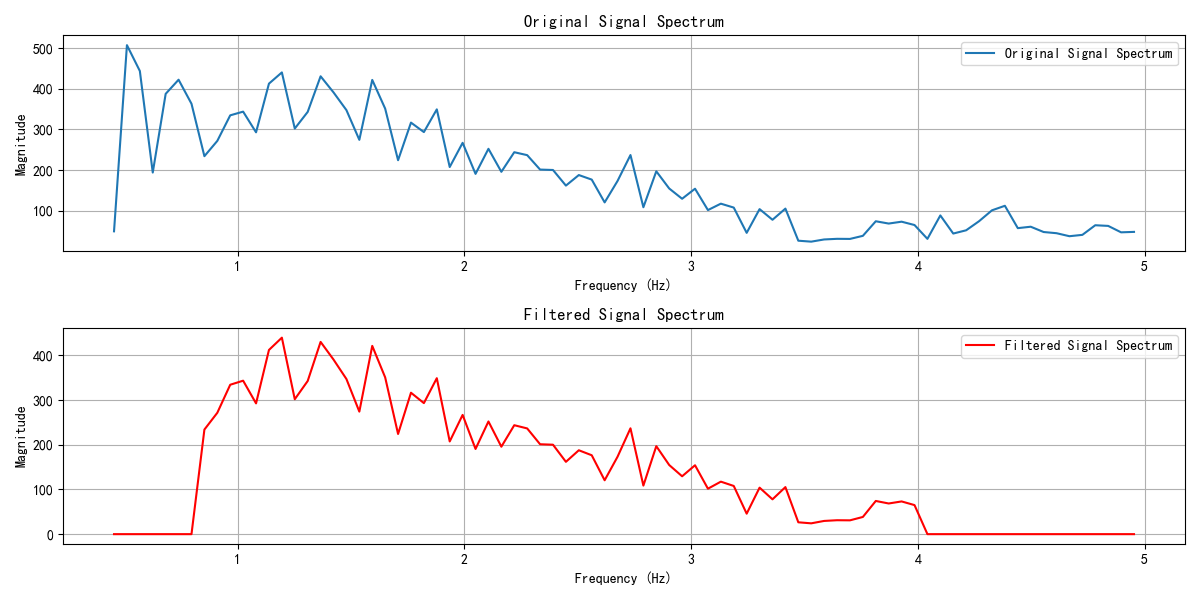 Original Signal Spectrum
500
400
300
200
100
Magnitude
Original Signal Spectrum
1 2 3 4 5
Frequency (Hz)
Filtered Signal Spectrum
400
300
200
100
0
Magnitude
Filtered Signal Spectrum
1 2 3 4 5
Frequency (Hz)